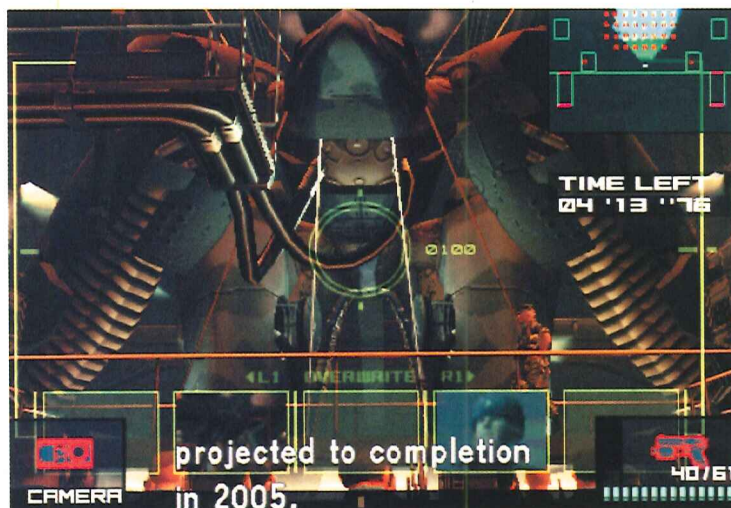 TIME LEFT
04 '13 "76
0100
◀L1 OVERWRITE R1▶
projected to completion
in 2005.
CAMERA
40/61